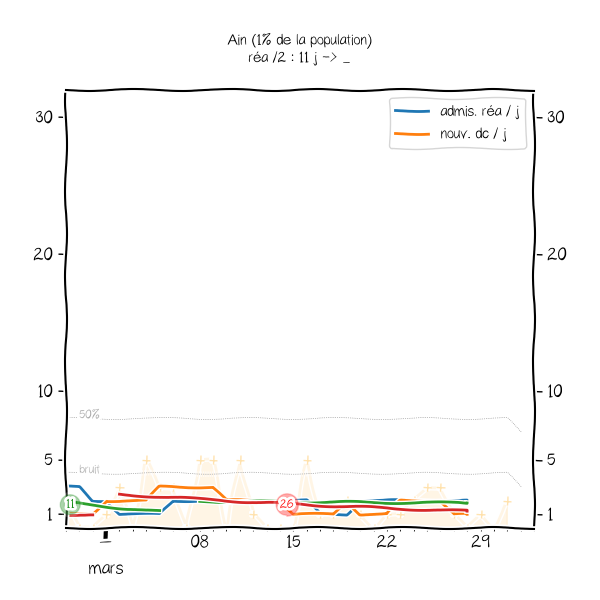 Ain (1% de la population)
réa /2 : 11 j -> _
30
30
admis. réa / j
nouv. dc / j
20
20
10
10
50%
5
5
bruit
11
26
1
1
08
15
22
29
mars